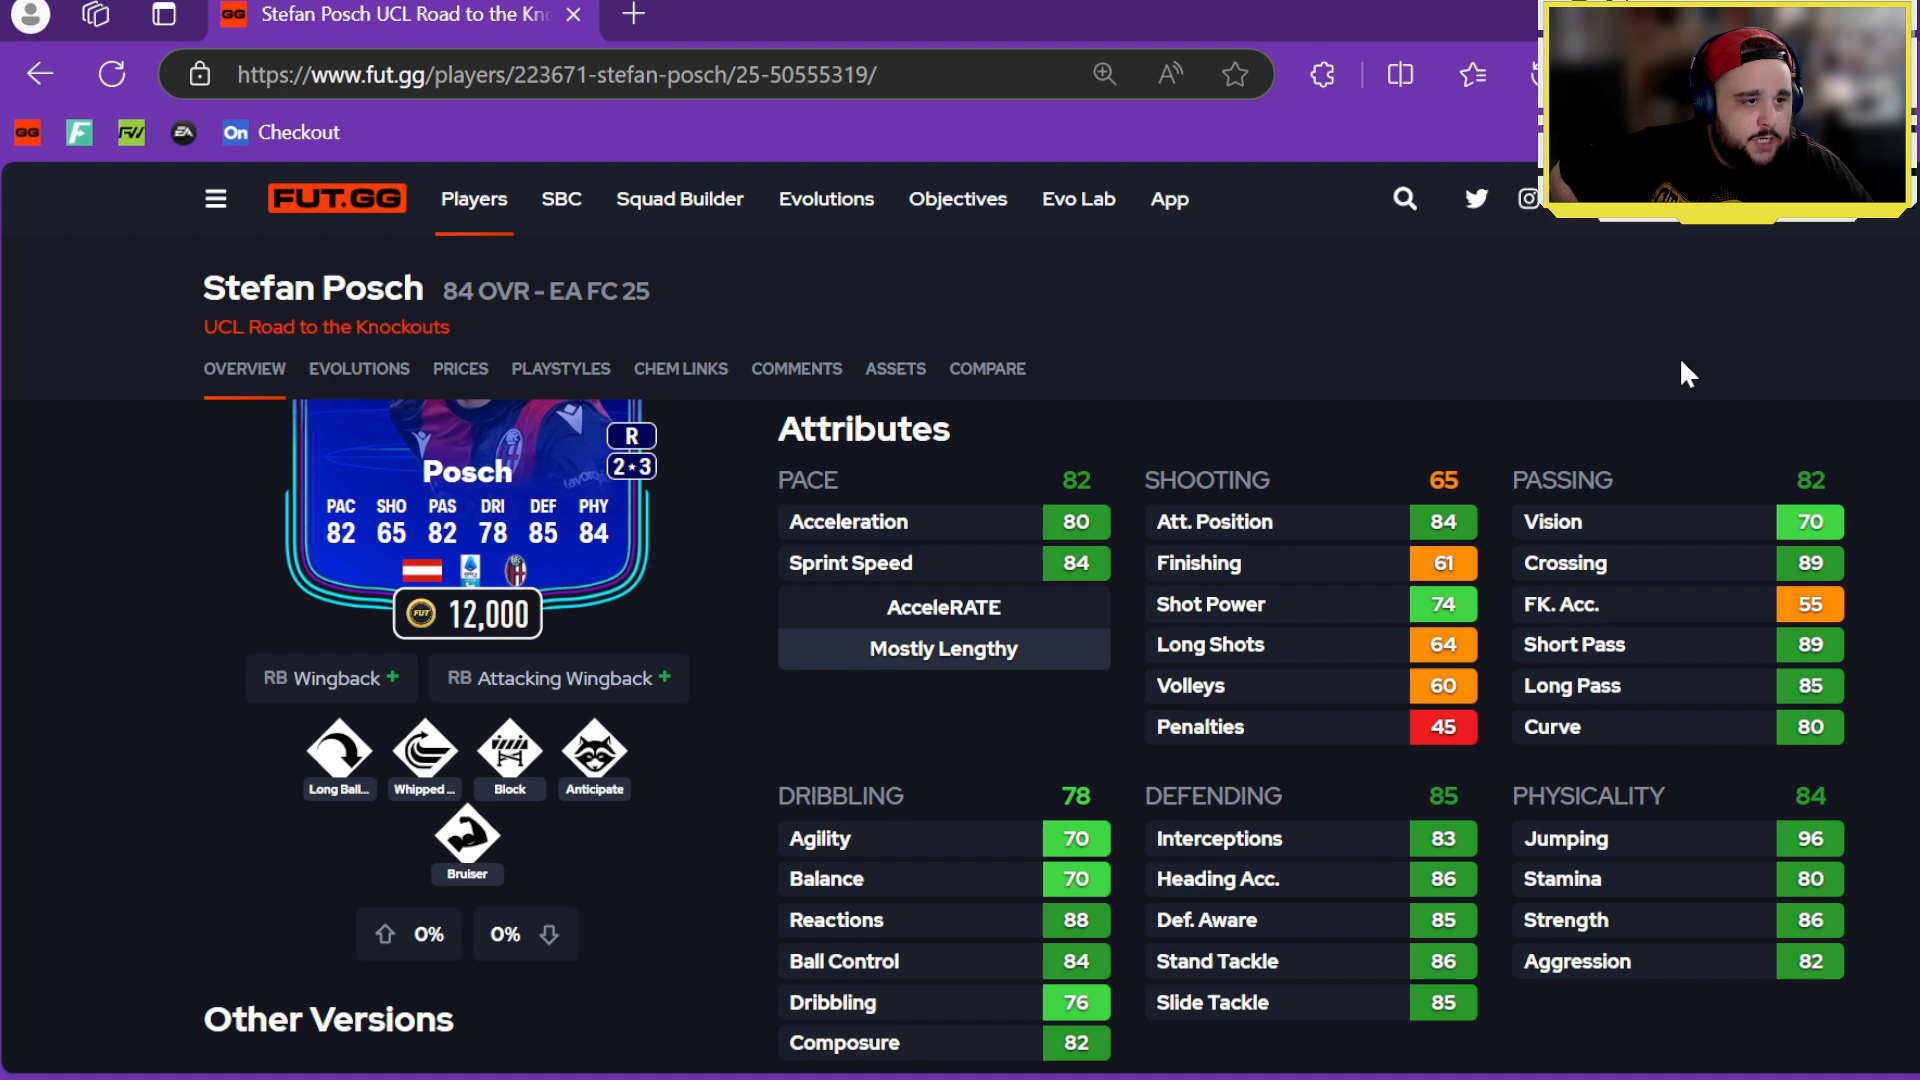 GG Stefan Posch UCL Road to the Kn
https://www.fut.gg/players/223671-stefan-posch/25-50555319/
GG F FW EA On Checkout
FUT.GG Players SBC Squad Builder Evolutions Objectives Evo Lab App
Stefan Posch 84 OVR - EA FC 25
UCL Road to the Knockouts
OVERVIEW EVOLUTIONS PRICES PLAYSTYLES CHEM LINKS COMMENTS ASSETS COMPARE
R
2★3
Posch
PAC SHO PAS DRI DEF PHY
82 65 82 78 85 84
FUT 12,000
RB Wingback + RB Attacking Wingback +
Long Ball... Whipped ... Block Anticipate
Bruiser
0% 0%
Other Versions
Attributes
PACE 82
Acceleration 80
Sprint Speed 84
AcceleRATE
Mostly Lengthy
SHOOTING 65
Att. Position 84
Finishing 61
Shot Power 74
Long Shots 64
Volleys 60
Penalties 45
PASSING 82
Vision 70
Crossing 89
FK. Acc. 55
Short Pass 89
Long Pass 85
Curve 80
DRIBBLING 78
Agility 70
Balance 70
Reactions 88
Ball Control 84
Dribbling 76
Composure 82
DEFENDING 85
Interceptions 83
Heading Acc. 86
Def. Aware 85
Stand Tackle 86
Slide Tackle 85
PHYSICALITY 84
Jumping 96
Stamina 80
Strength 86
Aggression 82